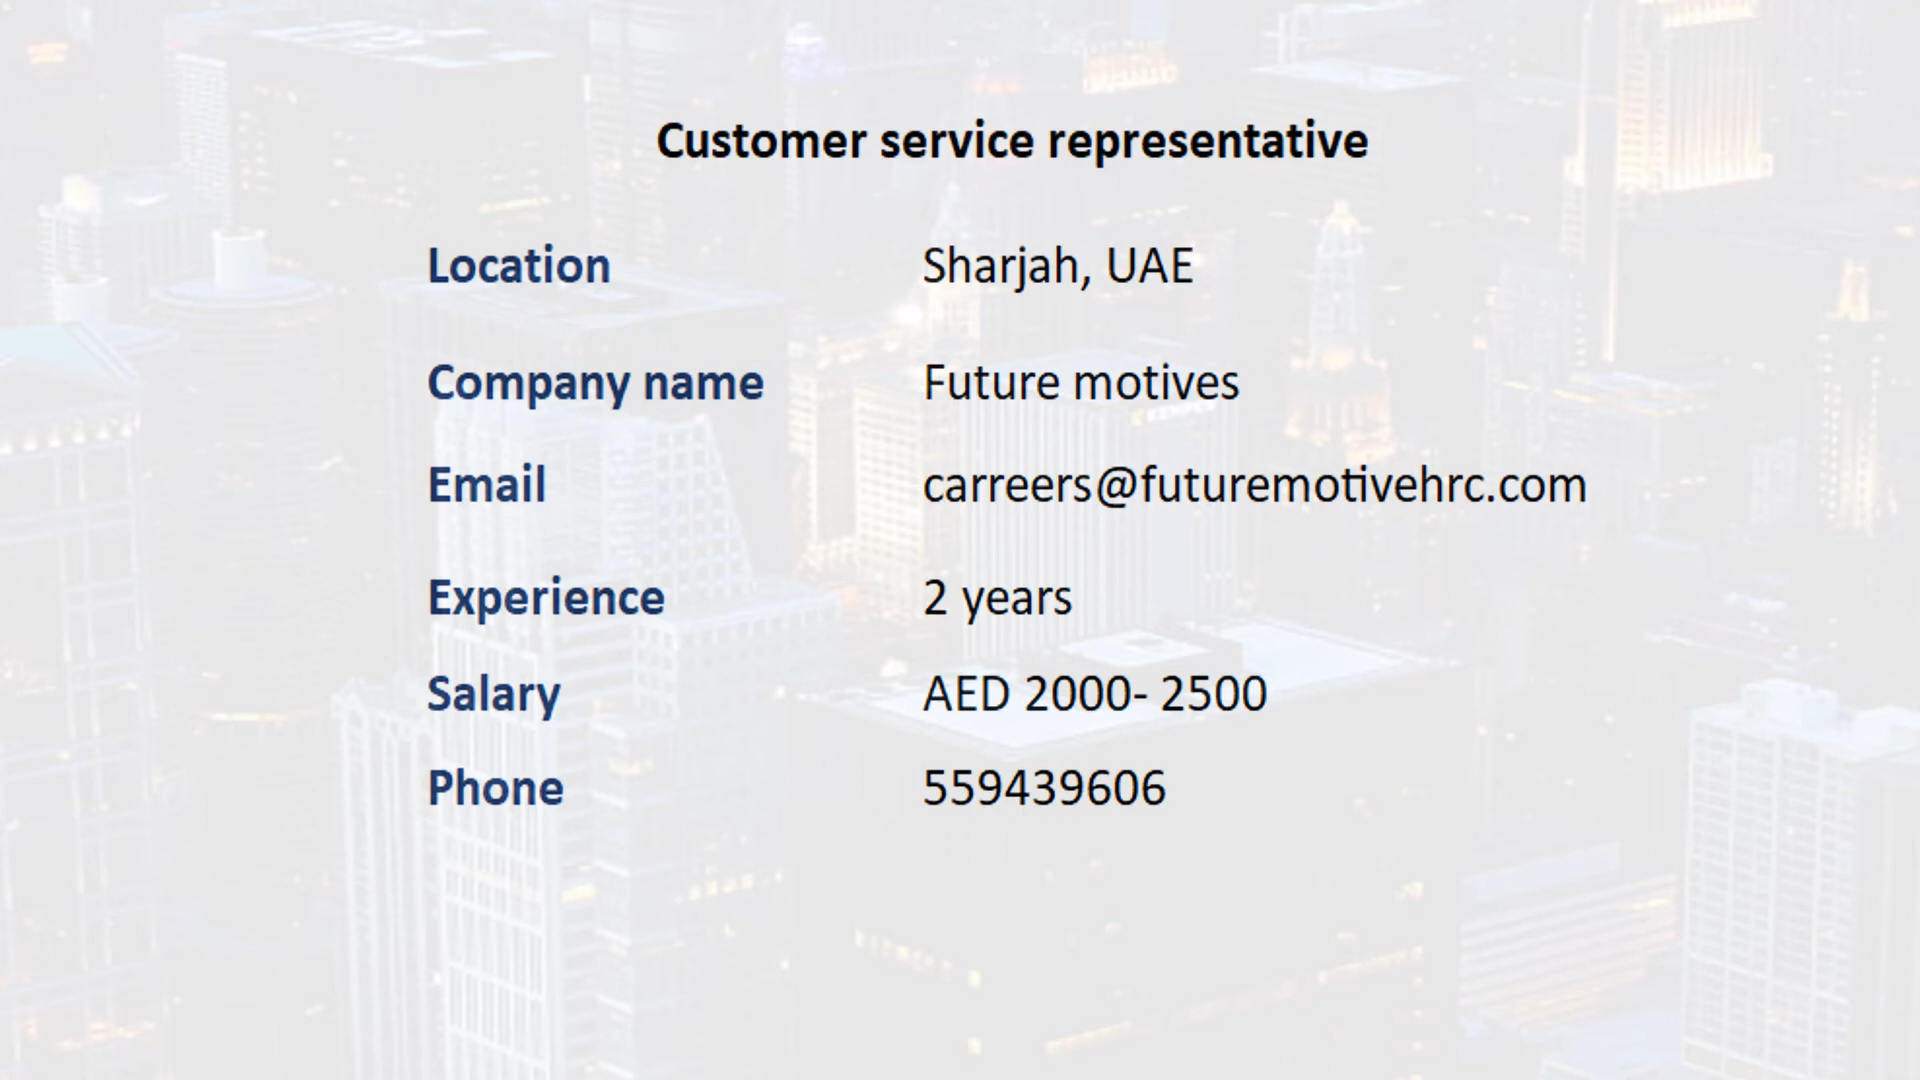 Customer service representative
Location Sharjah, UAE
Company name Future motives
Email carreers@futuremotivehrc.com
Experience 2 years
Salary AED 2000- 2500
Phone 559439606